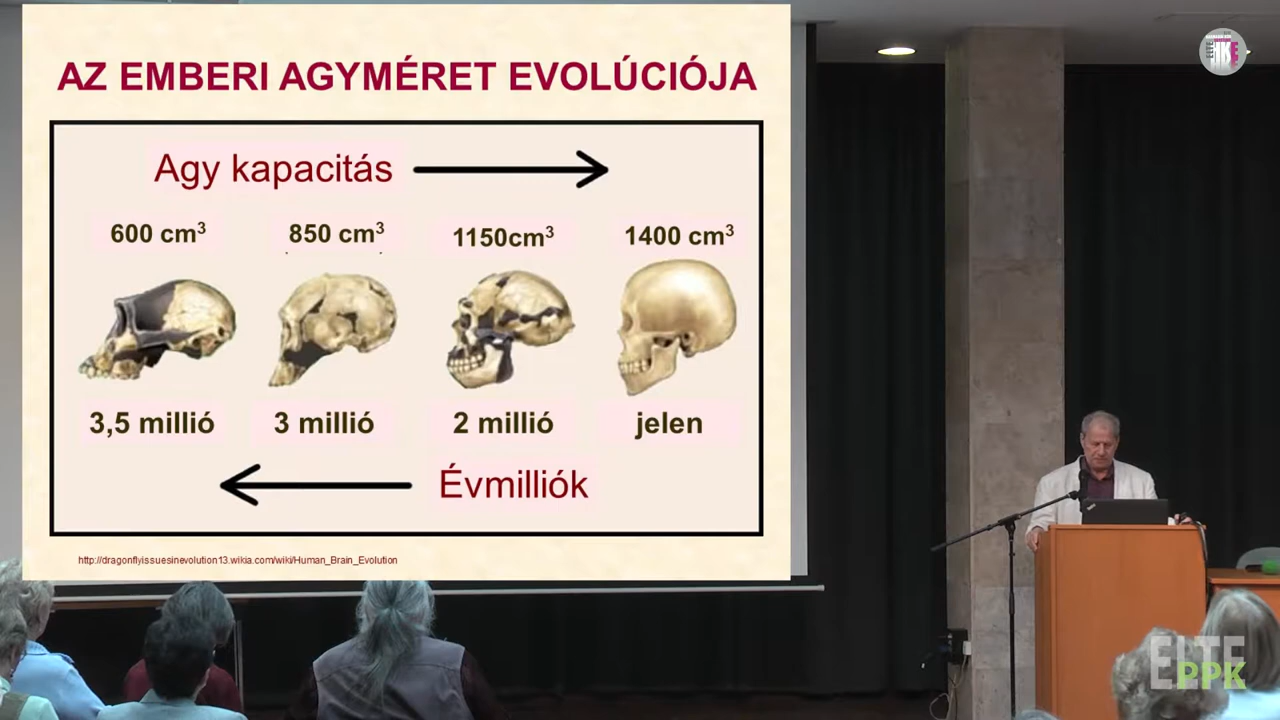 AZ EMBERI AGYMÉRET EVOLÚCIÓJA
Agy kapacitás
600 cm³ 850 cm³ 1150cm³ 1400 cm³
3,5 millió 3 millió 2 millió jelen
Évmilliók
http://dragonflyissuesinevolution13.wikia.com/wiki/Human_Brain_Evolution
ELTE
PPK